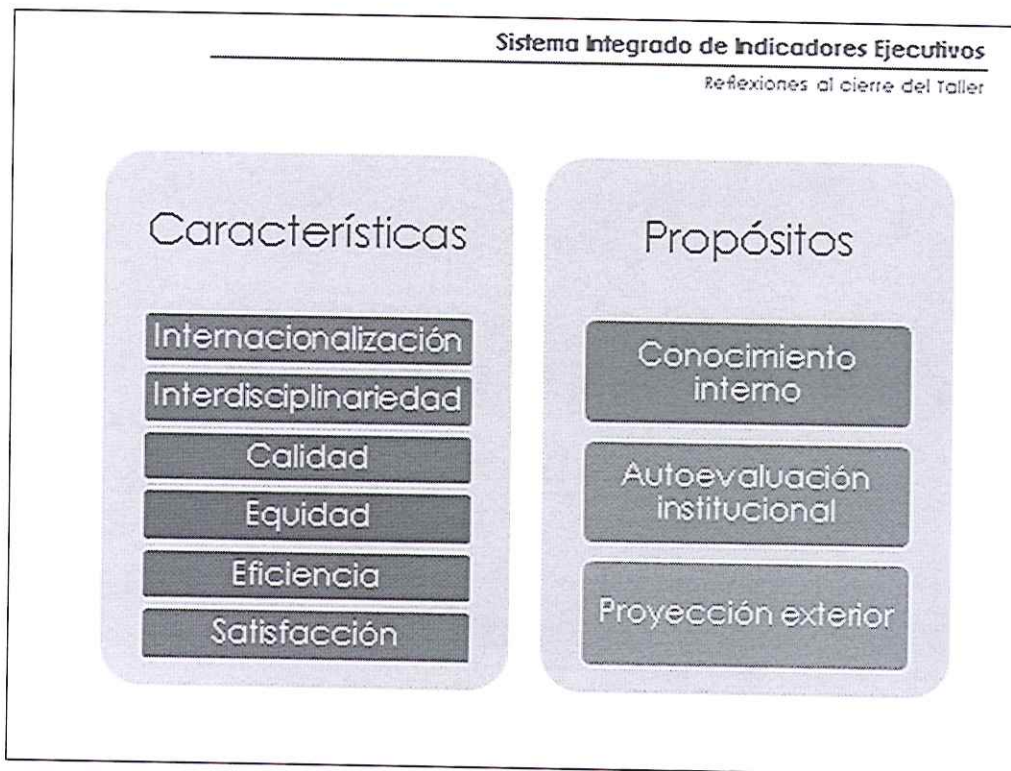 Sistema Integrado de Indicadores Ejecutivos
Reflexiones al cierre del Taller
Características
Internacionalización
Interdisciplinariedad
Calidad
Equidad
Eficiencia
Satisfacción
Propósitos
Conocimiento
interno
Autoevaluación
institucional
Proyección exterior